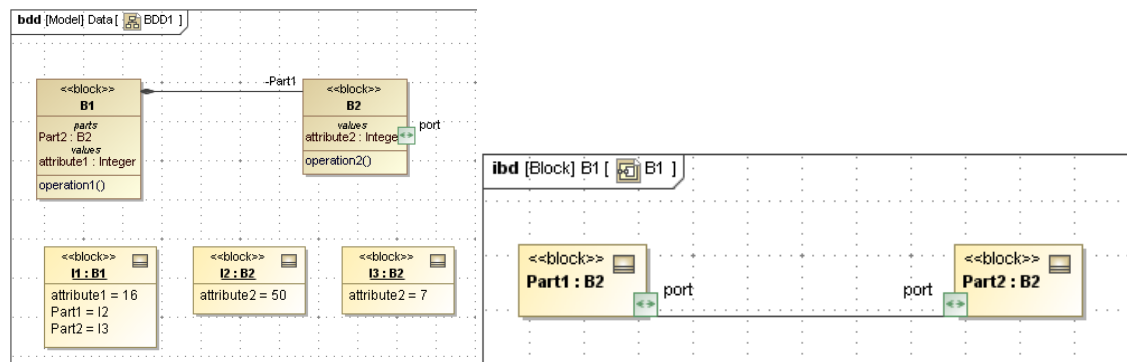 bdd [Model] Data [ BDD1 ]
-Part1
<<block>>
B1
parts
Part2 : B2
values
attribute1 : Integer
operation1()
<<block>>
B2
values
attribute2 : Intege
operation2()
port
<<block>>
I1 : B1
attribute1 = 16
Part1 = I2
Part2 = I3
<<block>>
I2 : B2
attribute2 = 50
<<block>>
I3 : B2
attribute2 = 7
ibd [Block] B1 [ B1 ]
<<block>>
Part1 : B2
port
port
<<block>>
Part2 : B2